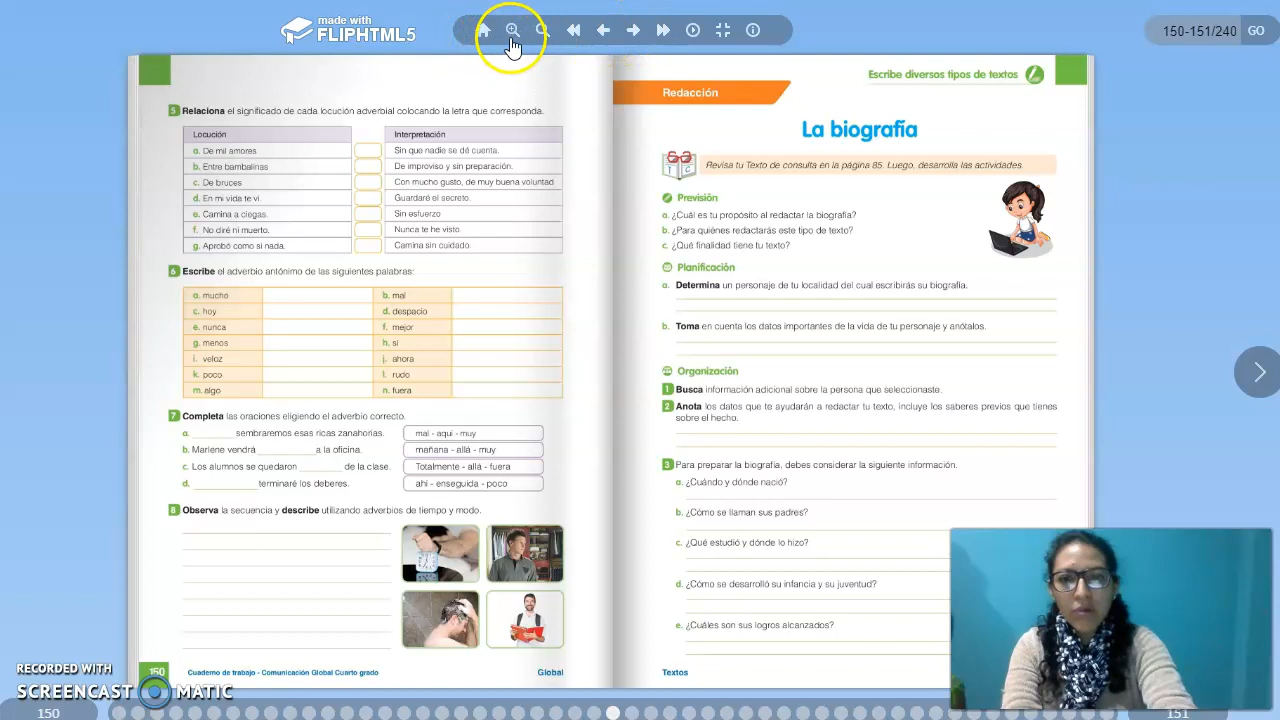 made with
FLIPHTML5
150-151/240 GO
5 Relaciona el significado de cada locución adverbial colocando la letra que corresponda.
Locución Interpretación
a. De mil amores Sin que nadie se dé cuenta.
b. Entre bambalinas De improviso y sin preparación.
c. De bruces Con mucho gusto, de muy buena voluntad
d. En mi vida te vi. Guardaré el secreto.
e. Camina a ciegas. Sin esfuerzo
f. No diré ni muerto. Nunca te he visto.
g. Aprobó como si nada. Camina sin cuidado.
6 Escribe el adverbio antónimo de las siguientes palabras:
a. mucho b. mal
c. hoy d. despacio
e. nunca f. mejor
g. menos h. sí
i. veloz j. ahora
k. poco l. rudo
m. algo n. fuera
7 Completa las oraciones eligiendo el adverbio correcto.
a. ________ sembraremos esas ricas zanahorias. mal - aquí - muy
b. Marlene vendrá ____________ a la oficina. mañana - allá - muy
c. Los alumnos se quedaron ________ de la clase. Totalmente - allá - fuera
d. ____________ terminaré los deberes. ahí - enseguida - poco
8 Observa la secuencia y describe utilizando adverbios de tiempo y modo.
150 Cuaderno de trabajo - Comunicación Global Cuarto grado Global
Escribe diversos tipos de textos
Redacción
La biografía
T C
Revisa tu Texto de consulta en la página 85. Luego, desarrolla las actividades.
Previsión
a. ¿Cuál es tu propósito al redactar la biografía?
b. ¿Para quiénes redactarás este tipo de texto?
c. ¿Qué finalidad tiene tu texto?
Planificación
a. Determina un personaje de tu localidad del cual escribirás su biografía.
b. Toma en cuenta los datos importantes de la vida de tu personaje y anótalos.
Organización
1 Busca información adicional sobre la persona que seleccionaste.
2 Anota los datos que te ayudarán a redactar tu texto, incluye los saberes previos que tienes
sobre el hecho.
3 Para preparar la biografía, debes considerar la siguiente información.
a. ¿Cuándo y dónde nació?
b. ¿Cómo se llaman sus padres?
c. ¿Qué estudió y dónde lo hizo?
d. ¿Cómo se desarrolló su infancia y su juventud?
e. ¿Cuáles son sus logros alcanzados?
Textos
RECORDED WITH
SCREENCAST MATIC
150 151